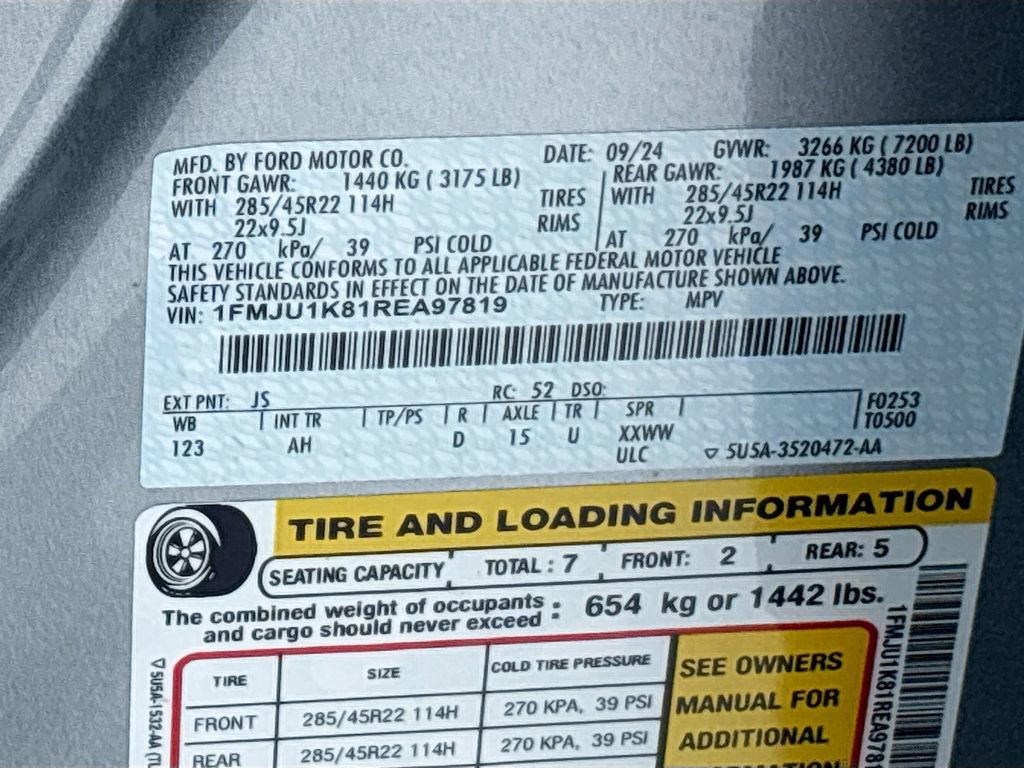 MFD. BY FORD MOTOR CO. DATE: 09/24 GVWR: 3266 KG ( 7200 LB)
FRONT GAWR: 1440 KG ( 3175 LB) REAR GAWR: 1987 KG ( 4380 LB)
WITH 285/45R22 114H TIRES WITH 285/45R22 114H TIRES
22x9.5J RIMS 22x9.5J RIMS
AT 270 kPa/ 39 PSI COLD AT 270 kPa/ 39 PSI COLD
THIS VEHICLE CONFORMS TO ALL APPLICABLE FEDERAL MOTOR VEHICLE
SAFETY STANDARDS IN EFFECT ON THE DATE OF MANUFACTURE SHOWN ABOVE.
VIN: 1FMJU1K81REA97819 TYPE: MPV
EXT PNT: JS RC: 52 DSO:
WB INT TR TP/PS R AXLE TR SPR F0253
123 AH D 15 U XXWW T0500
ULC 5U5A-3520472-AA
TIRE AND LOADING INFORMATION
SEATING CAPACITY TOTAL : 7 FRONT: 2 REAR: 5
The combined weight of occupants
and cargo should never exceed : 654 kg or 1442 lbs.
TIRE SIZE COLD TIRE PRESSURE
FRONT 285/45R22 114H 270 KPA, 39 PSI
REAR 285/45R22 114H 270 KPA, 39 PSI
SEE OWNERS
MANUAL FOR
ADDITIONAL
5U5A-1532-AA
1FMJU1K81REA9781